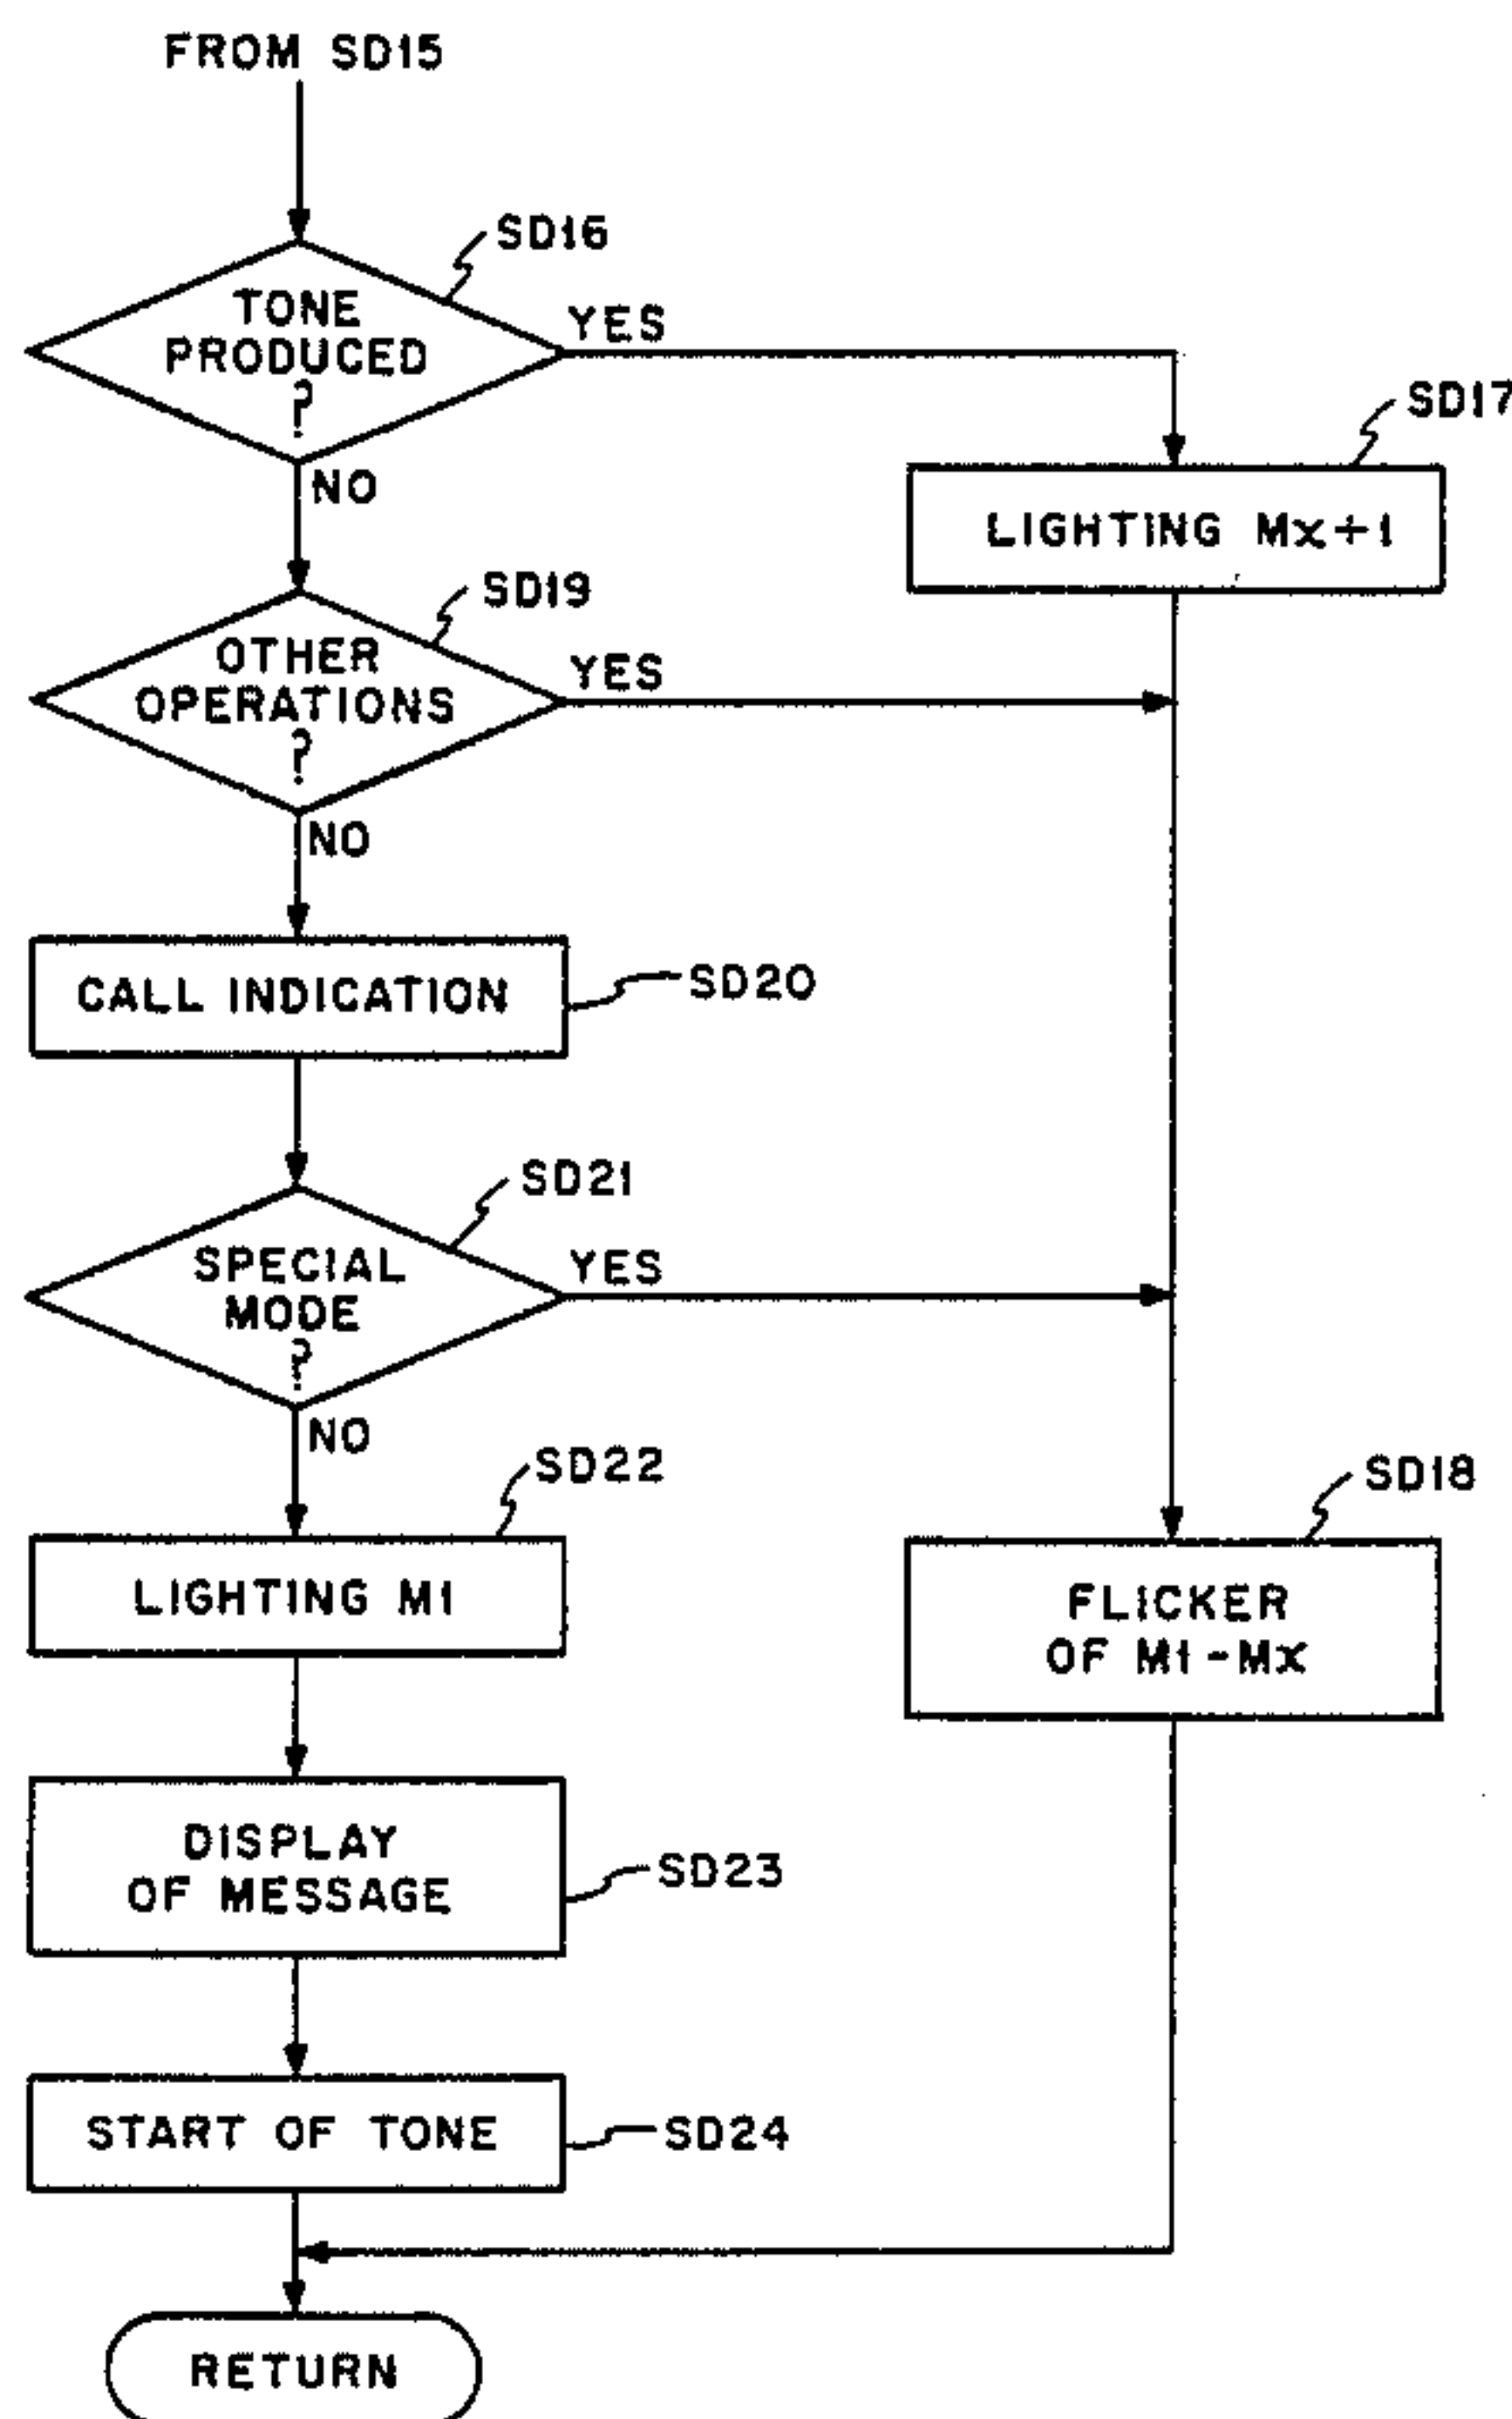 FROM SD15
SD16
TONE
PRODUCED
?
YES
NO
SD17
LIGHTING Mx+1
SD19
OTHER
OPERATIONS
?
YES
NO
CALL INDICATION
SD20
SD21
SPECIAL
MODE
?
YES
NO
SD22
LIGHTING M1
SD18
FLICKER
OF M1-Mx
DISPLAY
OF MESSAGE
SD23
START OF TONE
SD24
RETURN